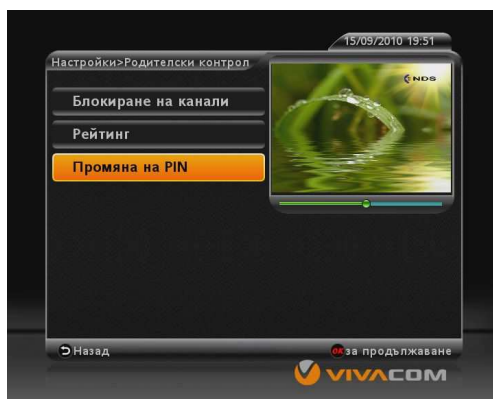 15/09/2010 19:51
Настройки>Родителски контрол
NDS
Блокиране на канали
Рейтинг
Промяна на PIN
Назад
OK за продължаване
VIVACOM